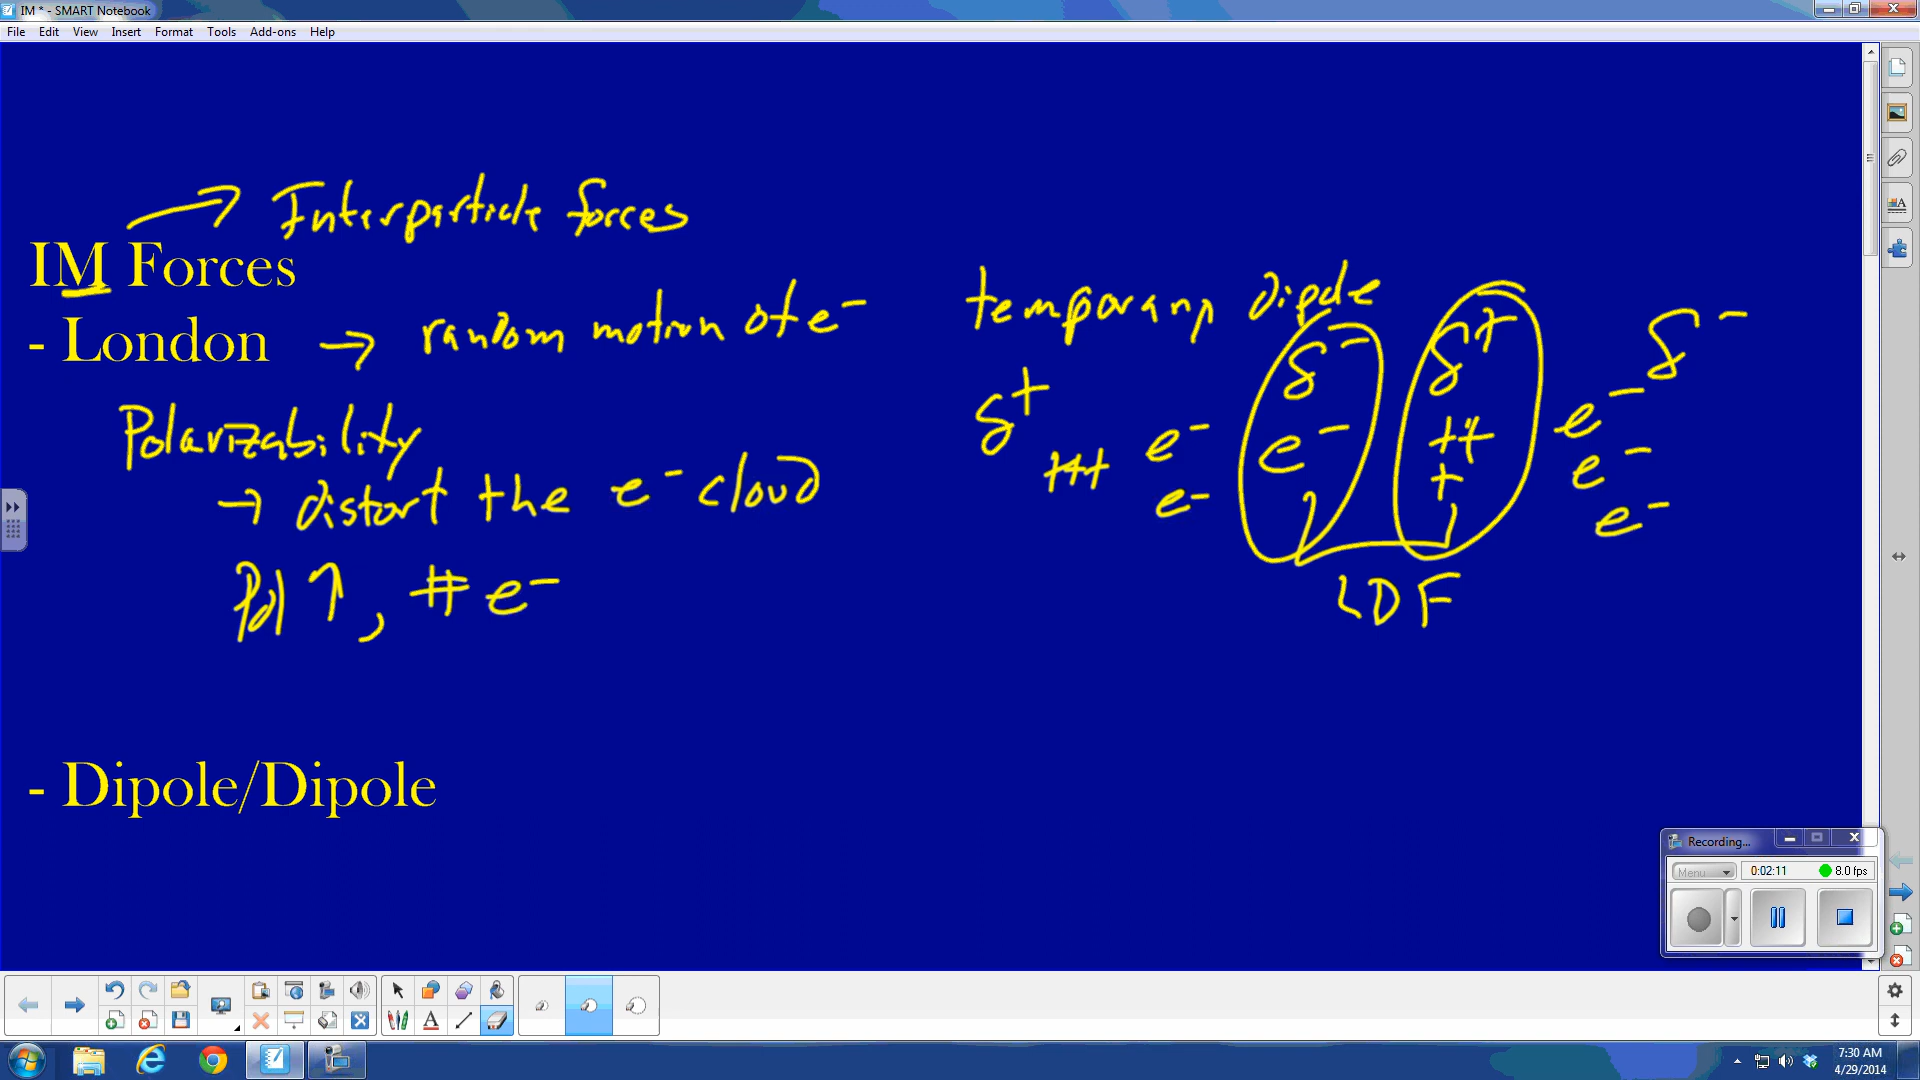 IM * - SMART Notebook
File Edit View Insert Format Tools Add-ons Help
→ Interparticle forces
IM Forces
- London → random motion of e⁻
Polarizability
→ distort the e⁻ cloud
Pol ↑, # e⁻
temporary dipole
δ⁺ δ⁻ δ⁺ δ⁻
+++ e⁻ e⁻ ++ e⁻
e⁻ + e⁻
e⁻
LDF
- Dipole/Dipole
Recording...
Menu 0:02:11 8.0 fps
7:30 AM
4/29/2014